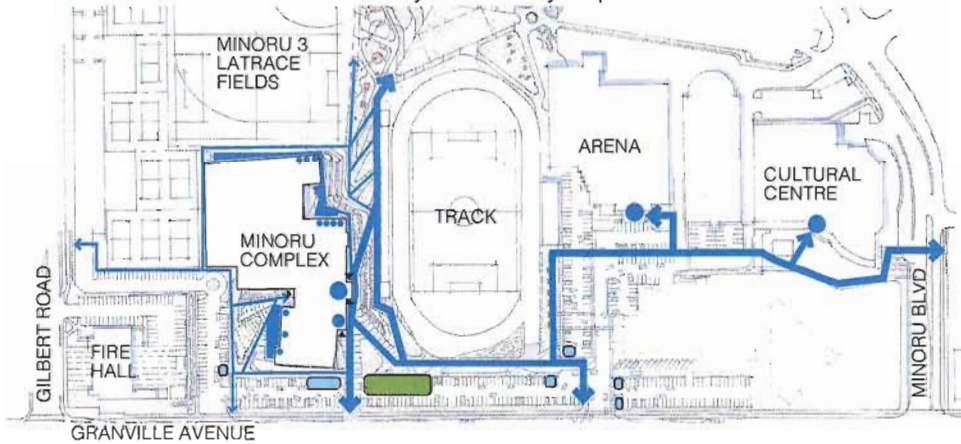 MINORU 3
LATRACE
FIELDS
ARENA
CULTURAL
CENTRE
TRACK
MINORU
COMPLEX
GILBERT ROAD
FIRE
HALL
MINORU BLVD
GRANVILLE AVENUE